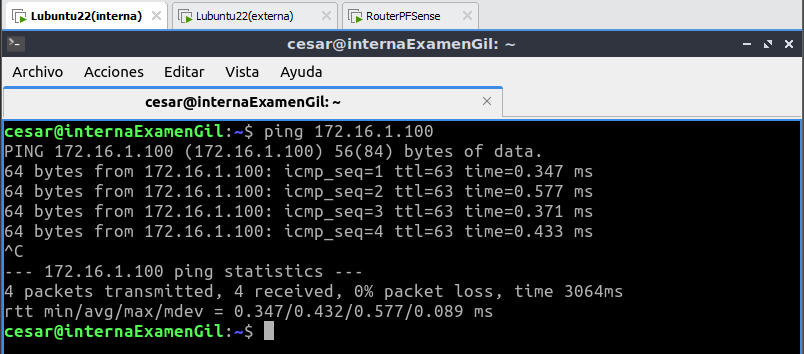 Lubuntu22(interna) × Lubuntu22(externa) × RouterPFSense ×
cesar@internaExamenGil: ~
Archivo Acciones Editar Vista Ayuda
cesar@internaExamenGil: ~ ×
cesar@internaExamenGil:~$ ping 172.16.1.100
PING 172.16.1.100 (172.16.1.100) 56(84) bytes of data.
64 bytes from 172.16.1.100: icmp_seq=1 ttl=63 time=0.347 ms
64 bytes from 172.16.1.100: icmp_seq=2 ttl=63 time=0.577 ms
64 bytes from 172.16.1.100: icmp_seq=3 ttl=63 time=0.371 ms
64 bytes from 172.16.1.100: icmp_seq=4 ttl=63 time=0.433 ms
^C
--- 172.16.1.100 ping statistics ---
4 packets transmitted, 4 received, 0% packet loss, time 3064ms
rtt min/avg/max/mdev = 0.347/0.432/0.577/0.089 ms
cesar@internaExamenGil:~$